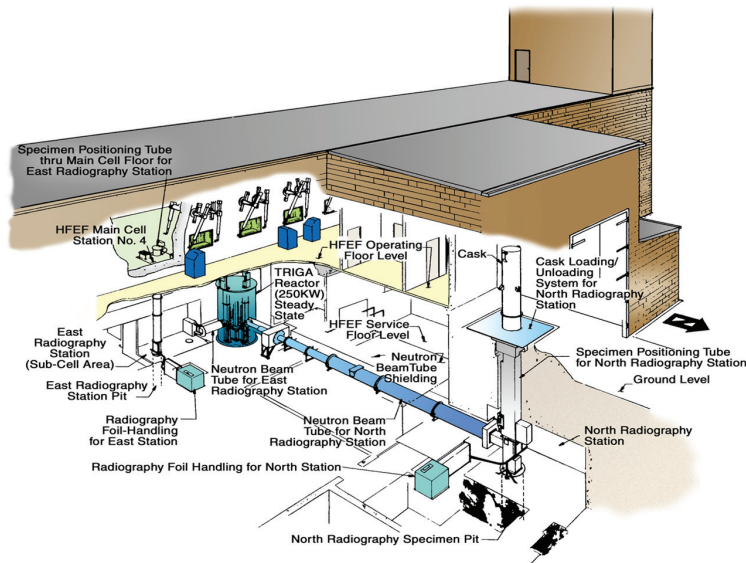 Specimen Positioning Tube
thru Main Cell Floor for
East Radiography Station
HFEF Main Cell
Station No. 4
HFEF Operating
Floor Level
Cask
Cask Loading/
Unloading
System for
North Radiography
Station
TRIGA
Reactor
(250KW)
Steady
State
HFEF Service
Floor Level
East
Radiography
Station
(Sub-Cell Area)
Neutron Beam
Tube for East
Radiography Station
Neutron
BeamTube
Shielding
Specimen Positioning Tube
for North Radiography Station
Ground Level
East Radiography
Station Pit
Radiography
Foil-Handling
for East Station
Neutron Beam
Tube for North
Radiography Station
North Radiography
Station
Radiography Foil Handling for North Station
North Radiography Specimen Pit